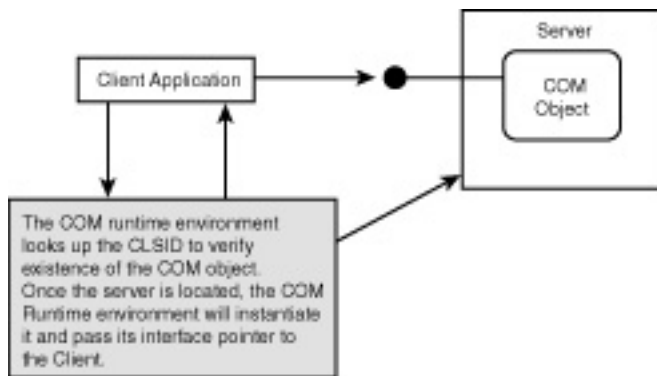 Server
Client Application
COM
Object
The COM runtime environment
looks up the CLSID to verify
existence of the COM object.
Once the server is located, the COM
Runtime environment will instantiate
it and pass its interface pointer to
the Client.